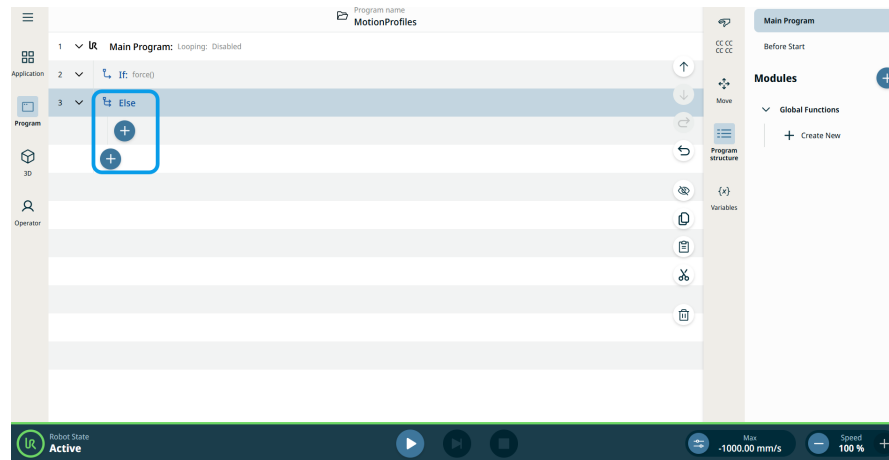 Program name
MotionProfiles
Main Program
Before Start
Modules
Global Functions
Create New
Application
Program
3D
Operator
1 Main Program: Looping: Disabled
2 If: force()
3 Else
CC CC
CC CC
Move
Program
structure
{x}
Variables
Robot State
Active
Max
-1000.00 mm/s
Speed
100 %